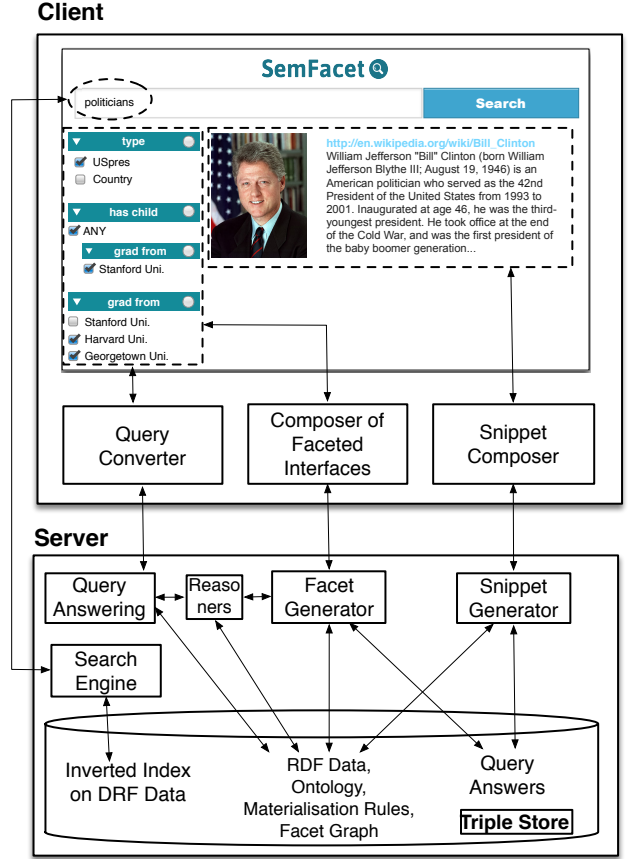 Client
SemFacet
politicians
Search
type
USpres
Country
has child
ANY
grad from
Stanford Uni.
grad from
Stanford Uni.
Harvard Uni.
Georgetown Uni.
http://en.wikipedia.org/wiki/Bill_Clinton
William Jefferson "Bill" Clinton (born William
Jefferson Blythe III; August 19, 1946) is an
American politician who served as the 42nd
President of the United States from 1993 to
2001. Inaugurated at age 46, he was the third-
youngest president. He took office at the end
of the Cold War, and was the first president of
the baby boomer generation...
Query
Converter
Composer of
Faceted
Interfaces
Snippet
Composer
Server
Query
Answering
Reaso
ners
Facet
Generator
Snippet
Generator
Search
Engine
Inverted Index
on DRF Data
RDF Data,
Ontology,
Materialisation Rules,
Facet Graph
Query
Answers
Triple Store